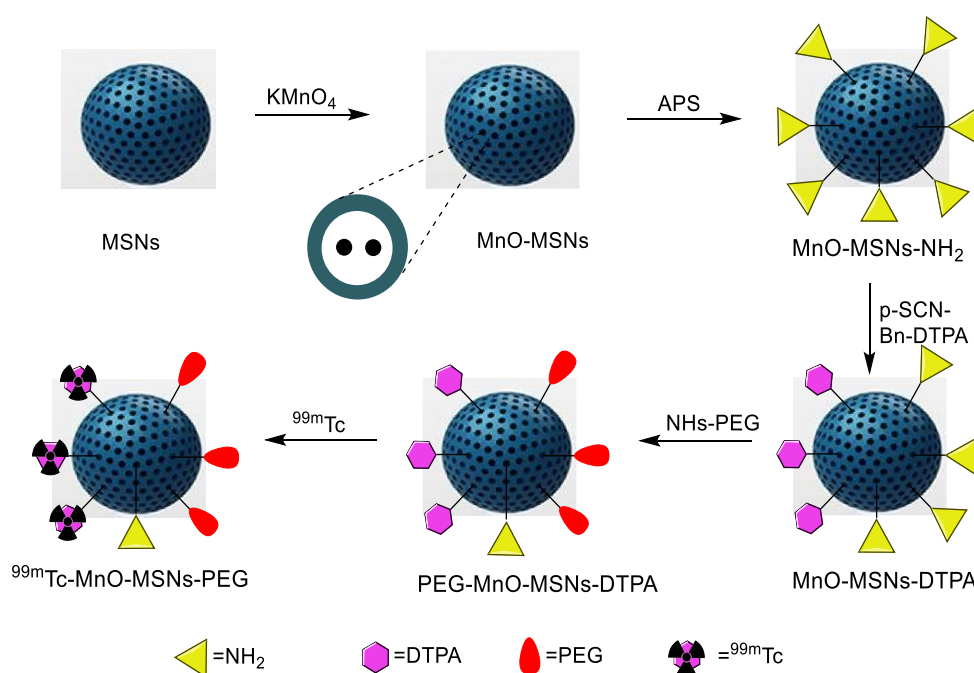 KMnO₄
APS
MSNs
MnO-MSNs
MnO-MSNs-NH₂
p-SCN-
Bn-DTPA
⁹⁹ᵐTc
NHs-PEG
⁹⁹ᵐTc-MnO-MSNs-PEG
PEG-MnO-MSNs-DTPA
MnO-MSNs-DTPA
=NH₂
=DTPA
=PEG
=⁹⁹ᵐTc